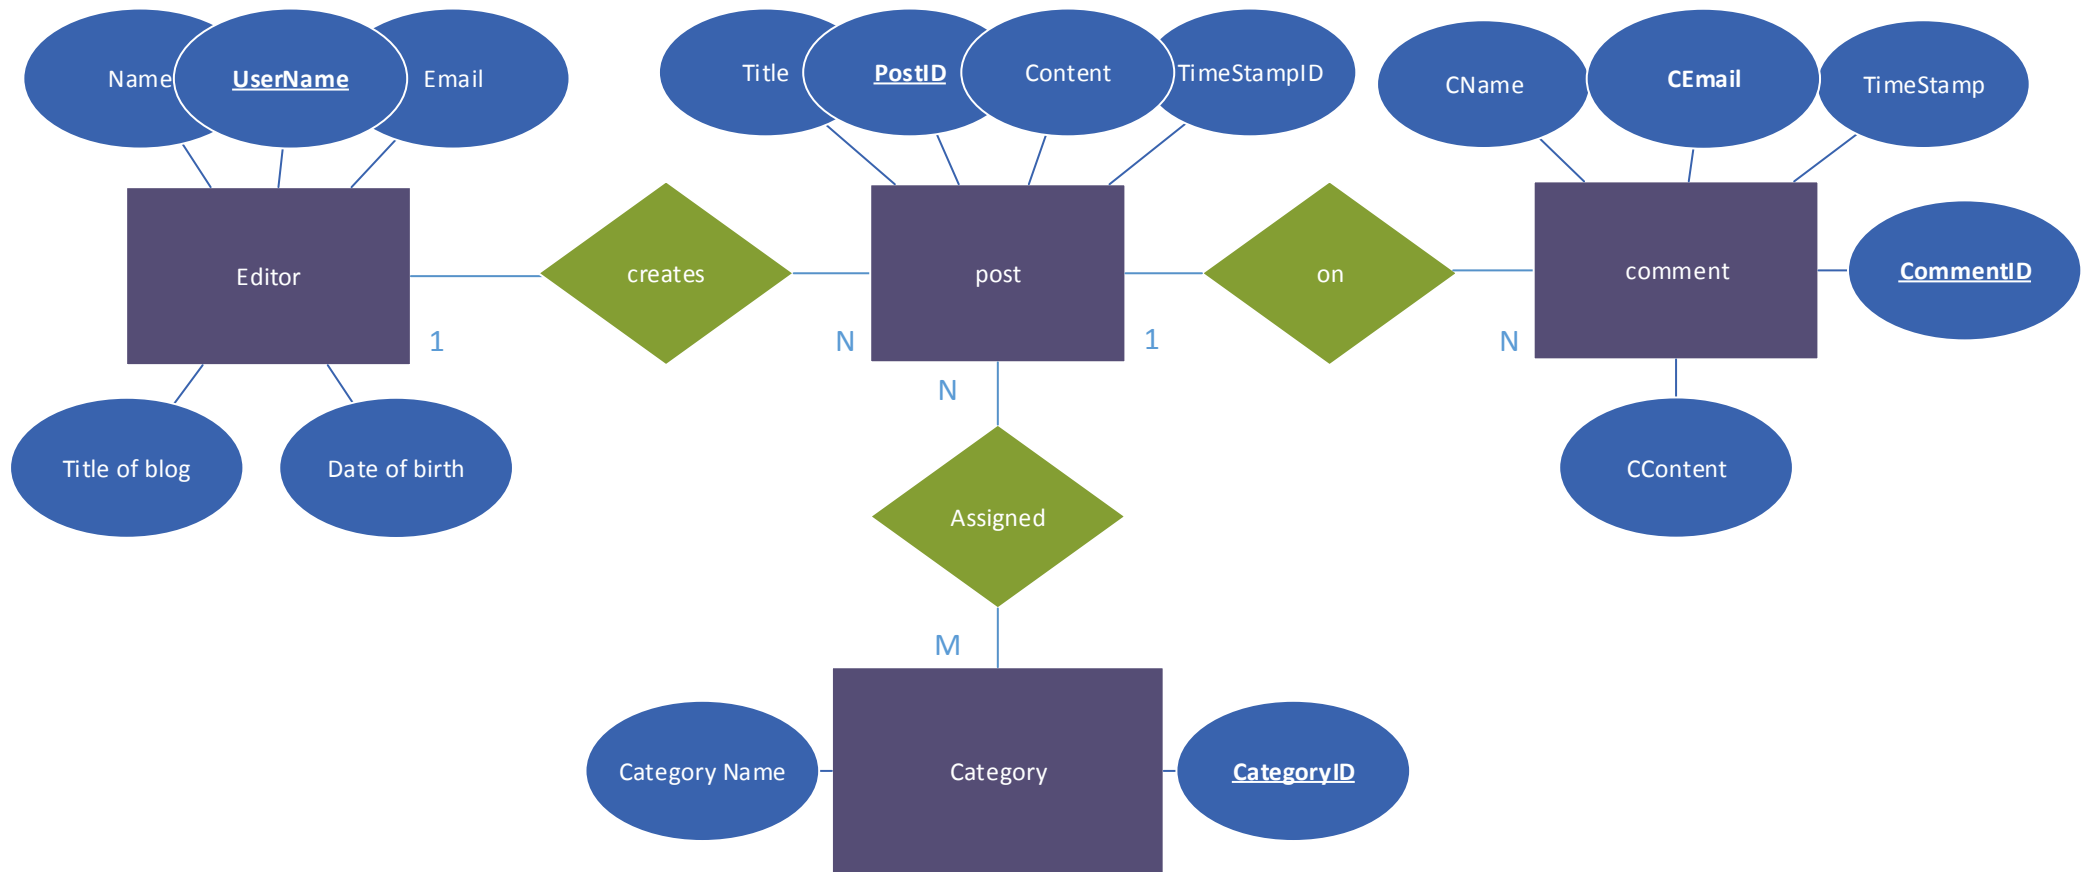 Name
UserName
Email
Title
PostID
Content
TimeStampID
CName
CEmail
TimeStamp
Editor
creates
post
on
comment
CommentID
1
N
1
N
N
Title of blog
Date of birth
CContent
Assigned
M
Category Name
Category
CategoryID